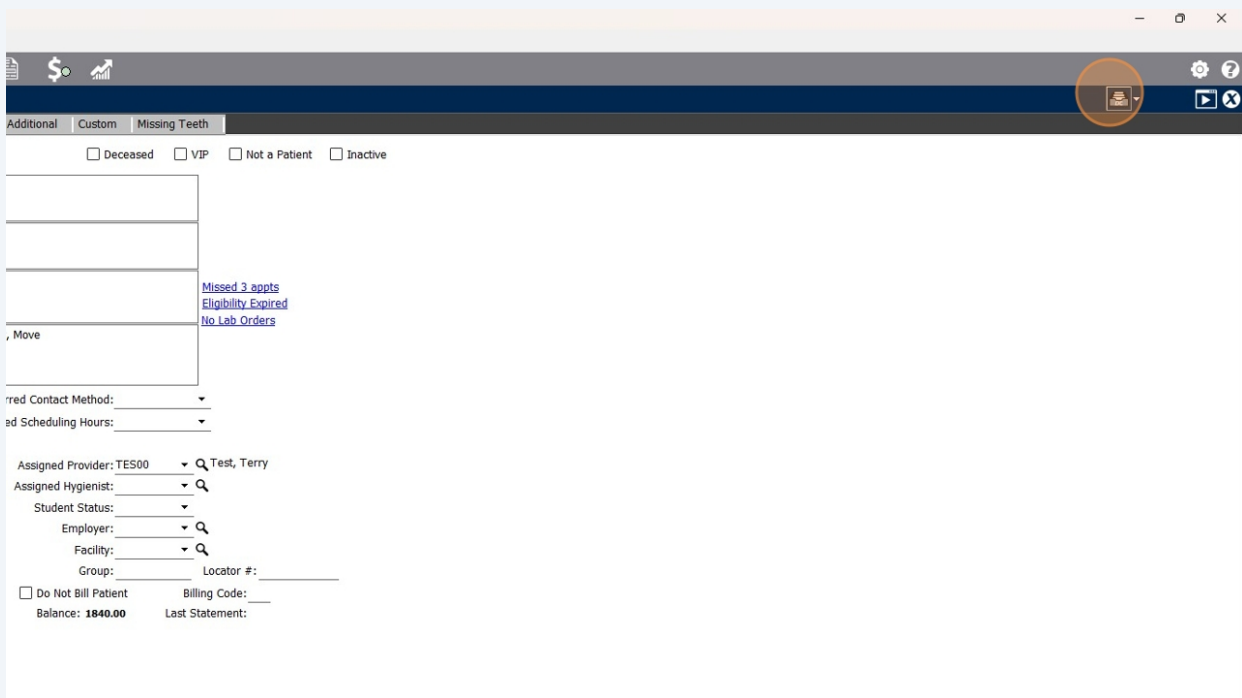 Additional Custom Missing Teeth
Deceased VIP Not a Patient Inactive
Missed 3 appts
Eligibility Expired
No Lab Orders
, Move
rred Contact Method:
ed Scheduling Hours:
Assigned Provider: TES00 Test, Terry
Assigned Hygienist:
Student Status:
Employer:
Facility:
Group: Locator #:
Do Not Bill Patient Billing Code:
Balance: 1840.00 Last Statement: